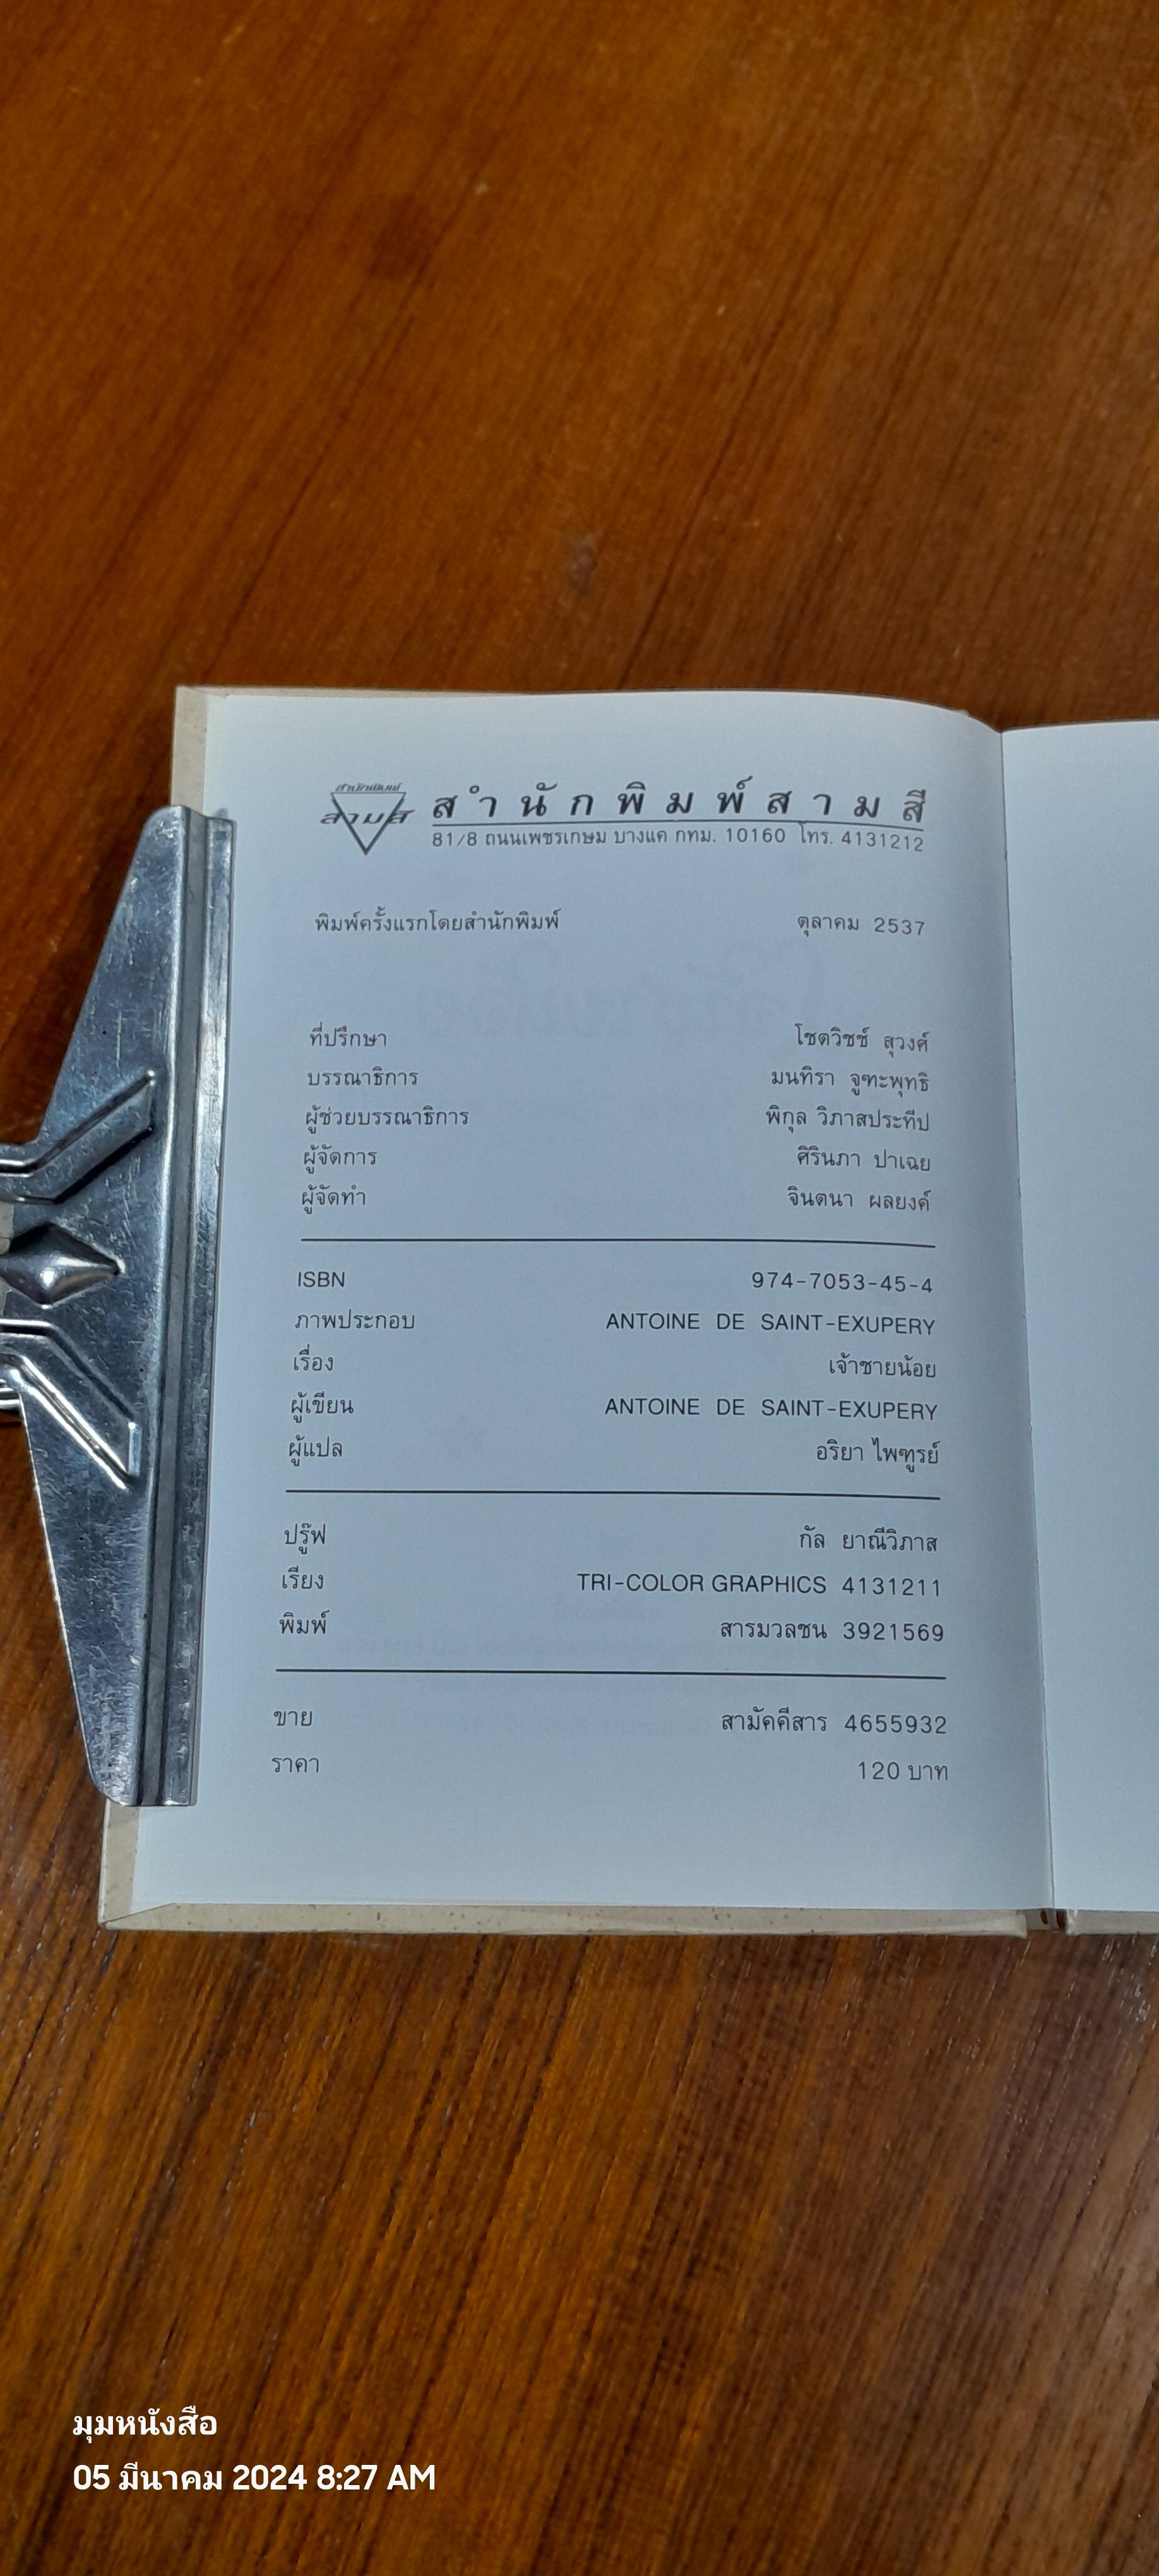 สำนักพิมพ์
สามสี
สำนักพิมพ์สามสี
81/8 ถนนเพชรเกษม บางแค กทม. 10160 โทร. 4131212
พิมพ์ครั้งแรกโดยสำนักพิมพ์ ตุลาคม 2537
ที่ปรึกษา โชตวิชช์ สุวงศ์
บรรณาธิการ มนทิรา จูฑะพุทธิ
ผู้ช่วยบรรณาธิการ พิกุล วิภาสประทีป
ผู้จัดการ ศิรินภา ปาเฉย
ผู้จัดทำ จินตนา ผลยงค์
ISBN 974-7053-45-4
ภาพประกอบ ANTOINE DE SAINT-EXUPERY
เรื่อง เจ้าชายน้อย
ผู้เขียน ANTOINE DE SAINT-EXUPERY
ผู้แปล อริยา ไพฑูรย์
ปรู๊ฟ กัล ยาณีวิภาส
เรียง TRI-COLOR GRAPHICS 4131211
พิมพ์ สารมวลชน 3921569
ขาย สามัคคีสาร 4655932
ราคา 120 บาท
มุมหนังสือ
05 มีนาคม 2024 8:27 AM